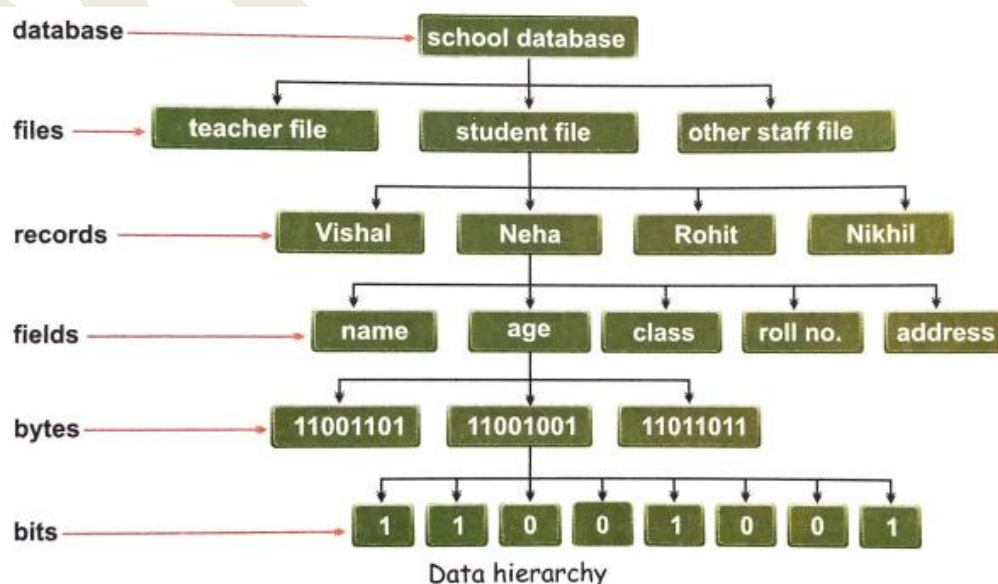 database school database
files teacher file student file other staff file
records Vishal Neha Rohit Nikhil
fields name age class roll no. address
bytes 11001101 11001001 11011011
bits 1 1 0 0 1 0 0 1
Data hierarchy